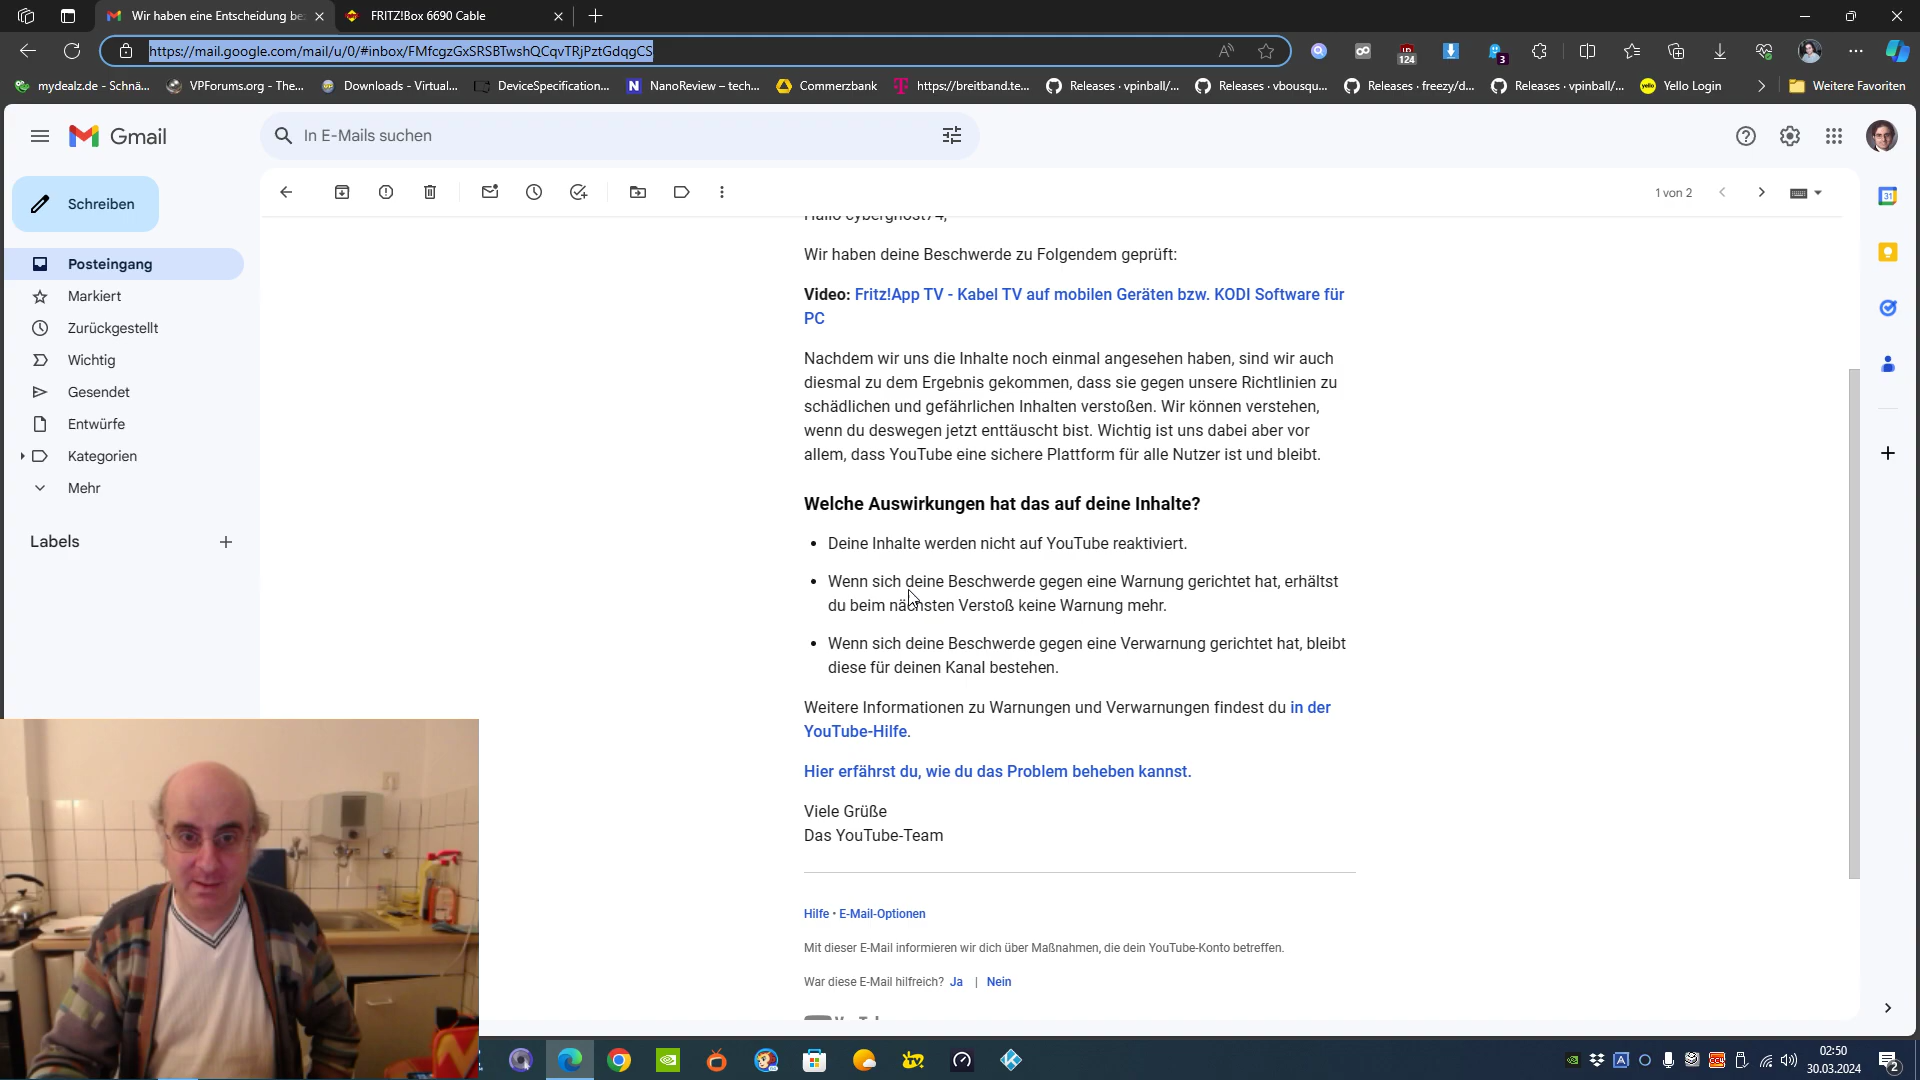 Wir haben eine Entscheidung be
FRITZ!Box 6690 Cable
https://mail.google.com/mail/u/0/#inbox/FMfcgzGxSRSBTwshQCqvTRjPztGdqgCS
124
3
mydealz.de - Schnä...
VPForums.org - The...
Downloads - Virtual...
DeviceSpecification...
NanoReview – tech...
Commerzbank
https://breitband.te...
Releases · vpinball/...
Releases · vbousqu...
Releases · freezy/d...
Releases · vpinball/...
Yello Login
Weitere Favoriten
Gmail
In E-Mails suchen
Schreiben
1 von 2
Posteingang
Markiert
Zurückgestellt
Wichtig
Gesendet
Entwürfe
Kategorien
Mehr
Labels
31
Hallo cyberghost74,
Wir haben deine Beschwerde zu Folgendem geprüft:
Video: Fritz!App TV - Kabel TV auf mobilen Geräten bzw. KODI Software für
PC
Nachdem wir uns die Inhalte noch einmal angesehen haben, sind wir auch
diesmal zu dem Ergebnis gekommen, dass sie gegen unsere Richtlinien zu
schädlichen und gefährlichen Inhalten verstoßen. Wir können verstehen,
wenn du deswegen jetzt enttäuscht bist. Wichtig ist uns dabei aber vor
allem, dass YouTube eine sichere Plattform für alle Nutzer ist und bleibt.
Welche Auswirkungen hat das auf deine Inhalte?
• Deine Inhalte werden nicht auf YouTube reaktiviert.
• Wenn sich deine Beschwerde gegen eine Warnung gerichtet hat, erhältst
du beim nächsten Verstoß keine Warnung mehr.
• Wenn sich deine Beschwerde gegen eine Verwarnung gerichtet hat, bleibt
diese für deinen Kanal bestehen.
Weitere Informationen zu Warnungen und Verwarnungen findest du in der
YouTube-Hilfe.
Hier erfährst du, wie du das Problem beheben kannst.
Viele Grüße
Das YouTube-Team
Hilfe • E-Mail-Optionen
Mit dieser E-Mail informieren wir dich über Maßnahmen, die dein YouTube-Konto betreffen.
War diese E-Mail hilfreich? Ja | Nein
02:50
30.03.2024
2